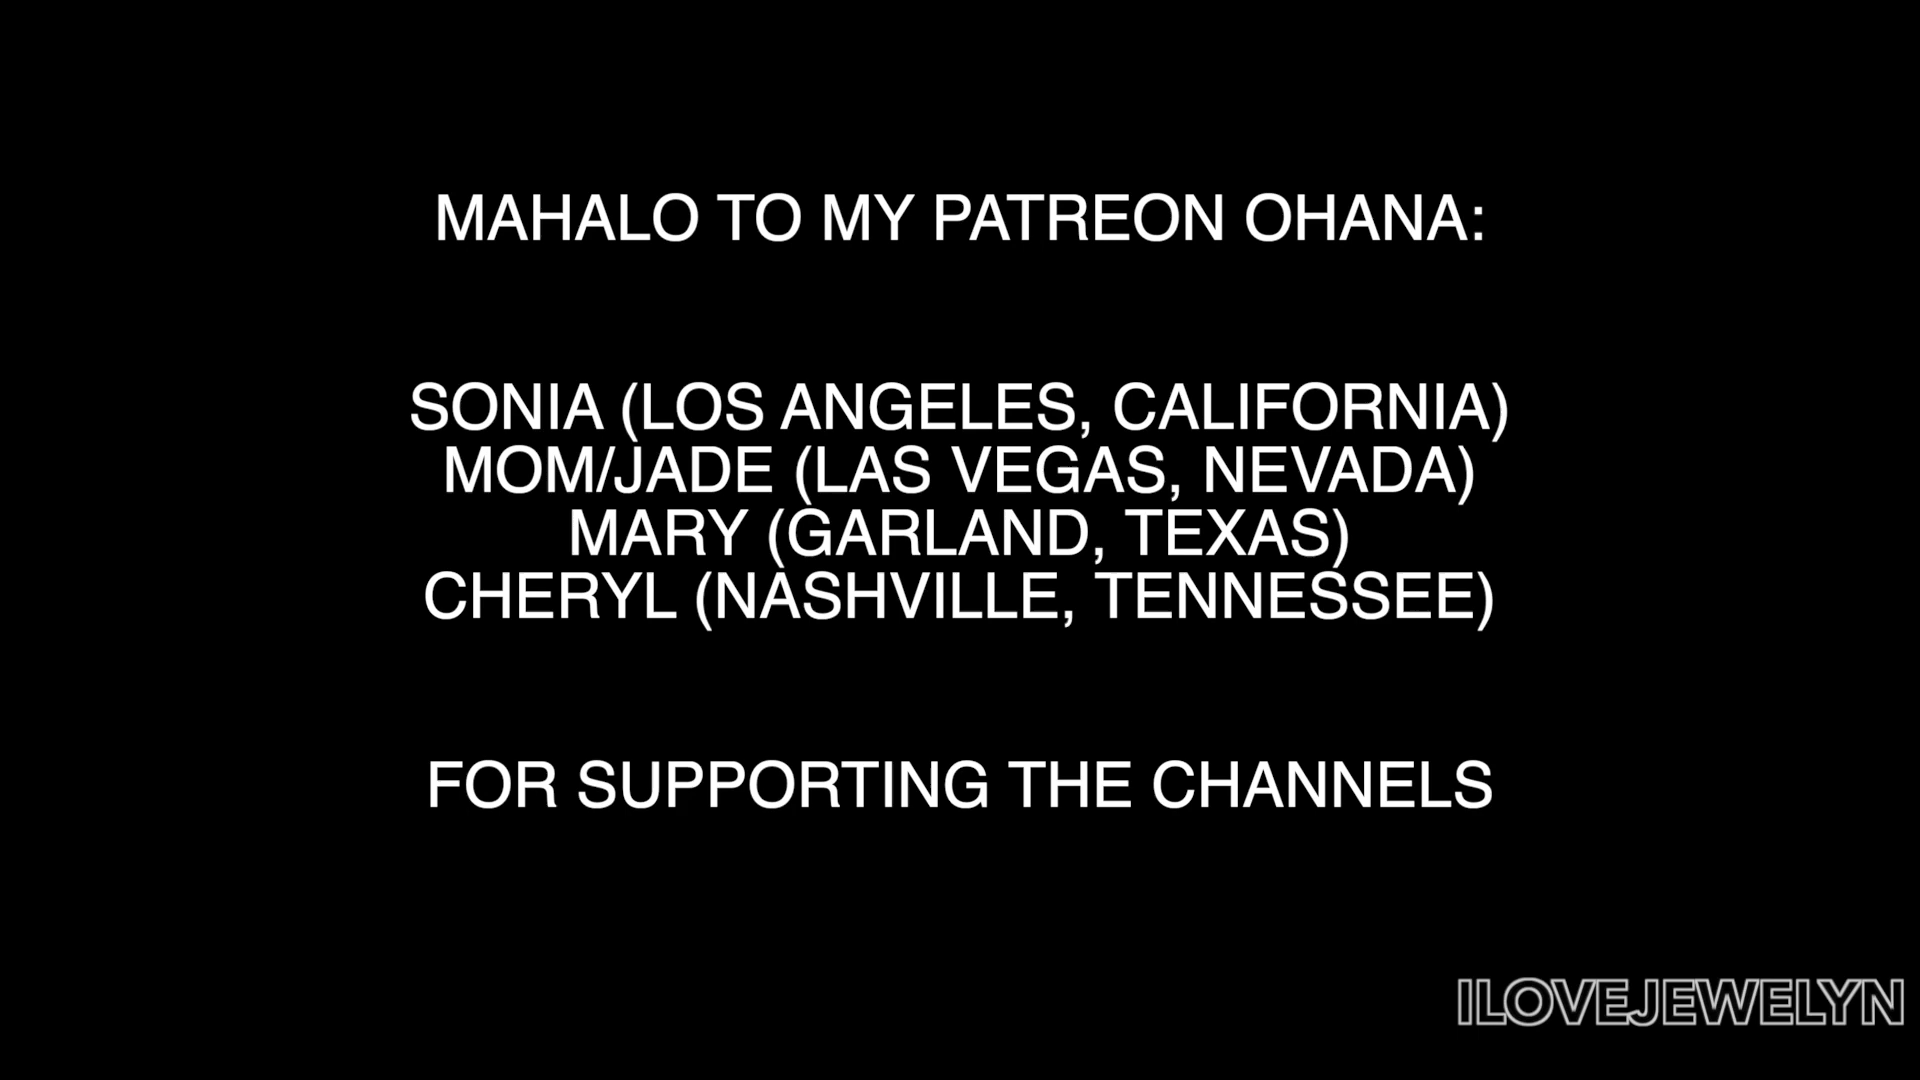 MAHALO TO MY PATREON OHANA:
SONIA (LOS ANGELES, CALIFORNIA)
MOM/JADE (LAS VEGAS, NEVADA)
MARY (GARLAND, TEXAS)
CHERYL (NASHVILLE, TENNESSEE)
FOR SUPPORTING THE CHANNELS
ILOVEJEWELYN